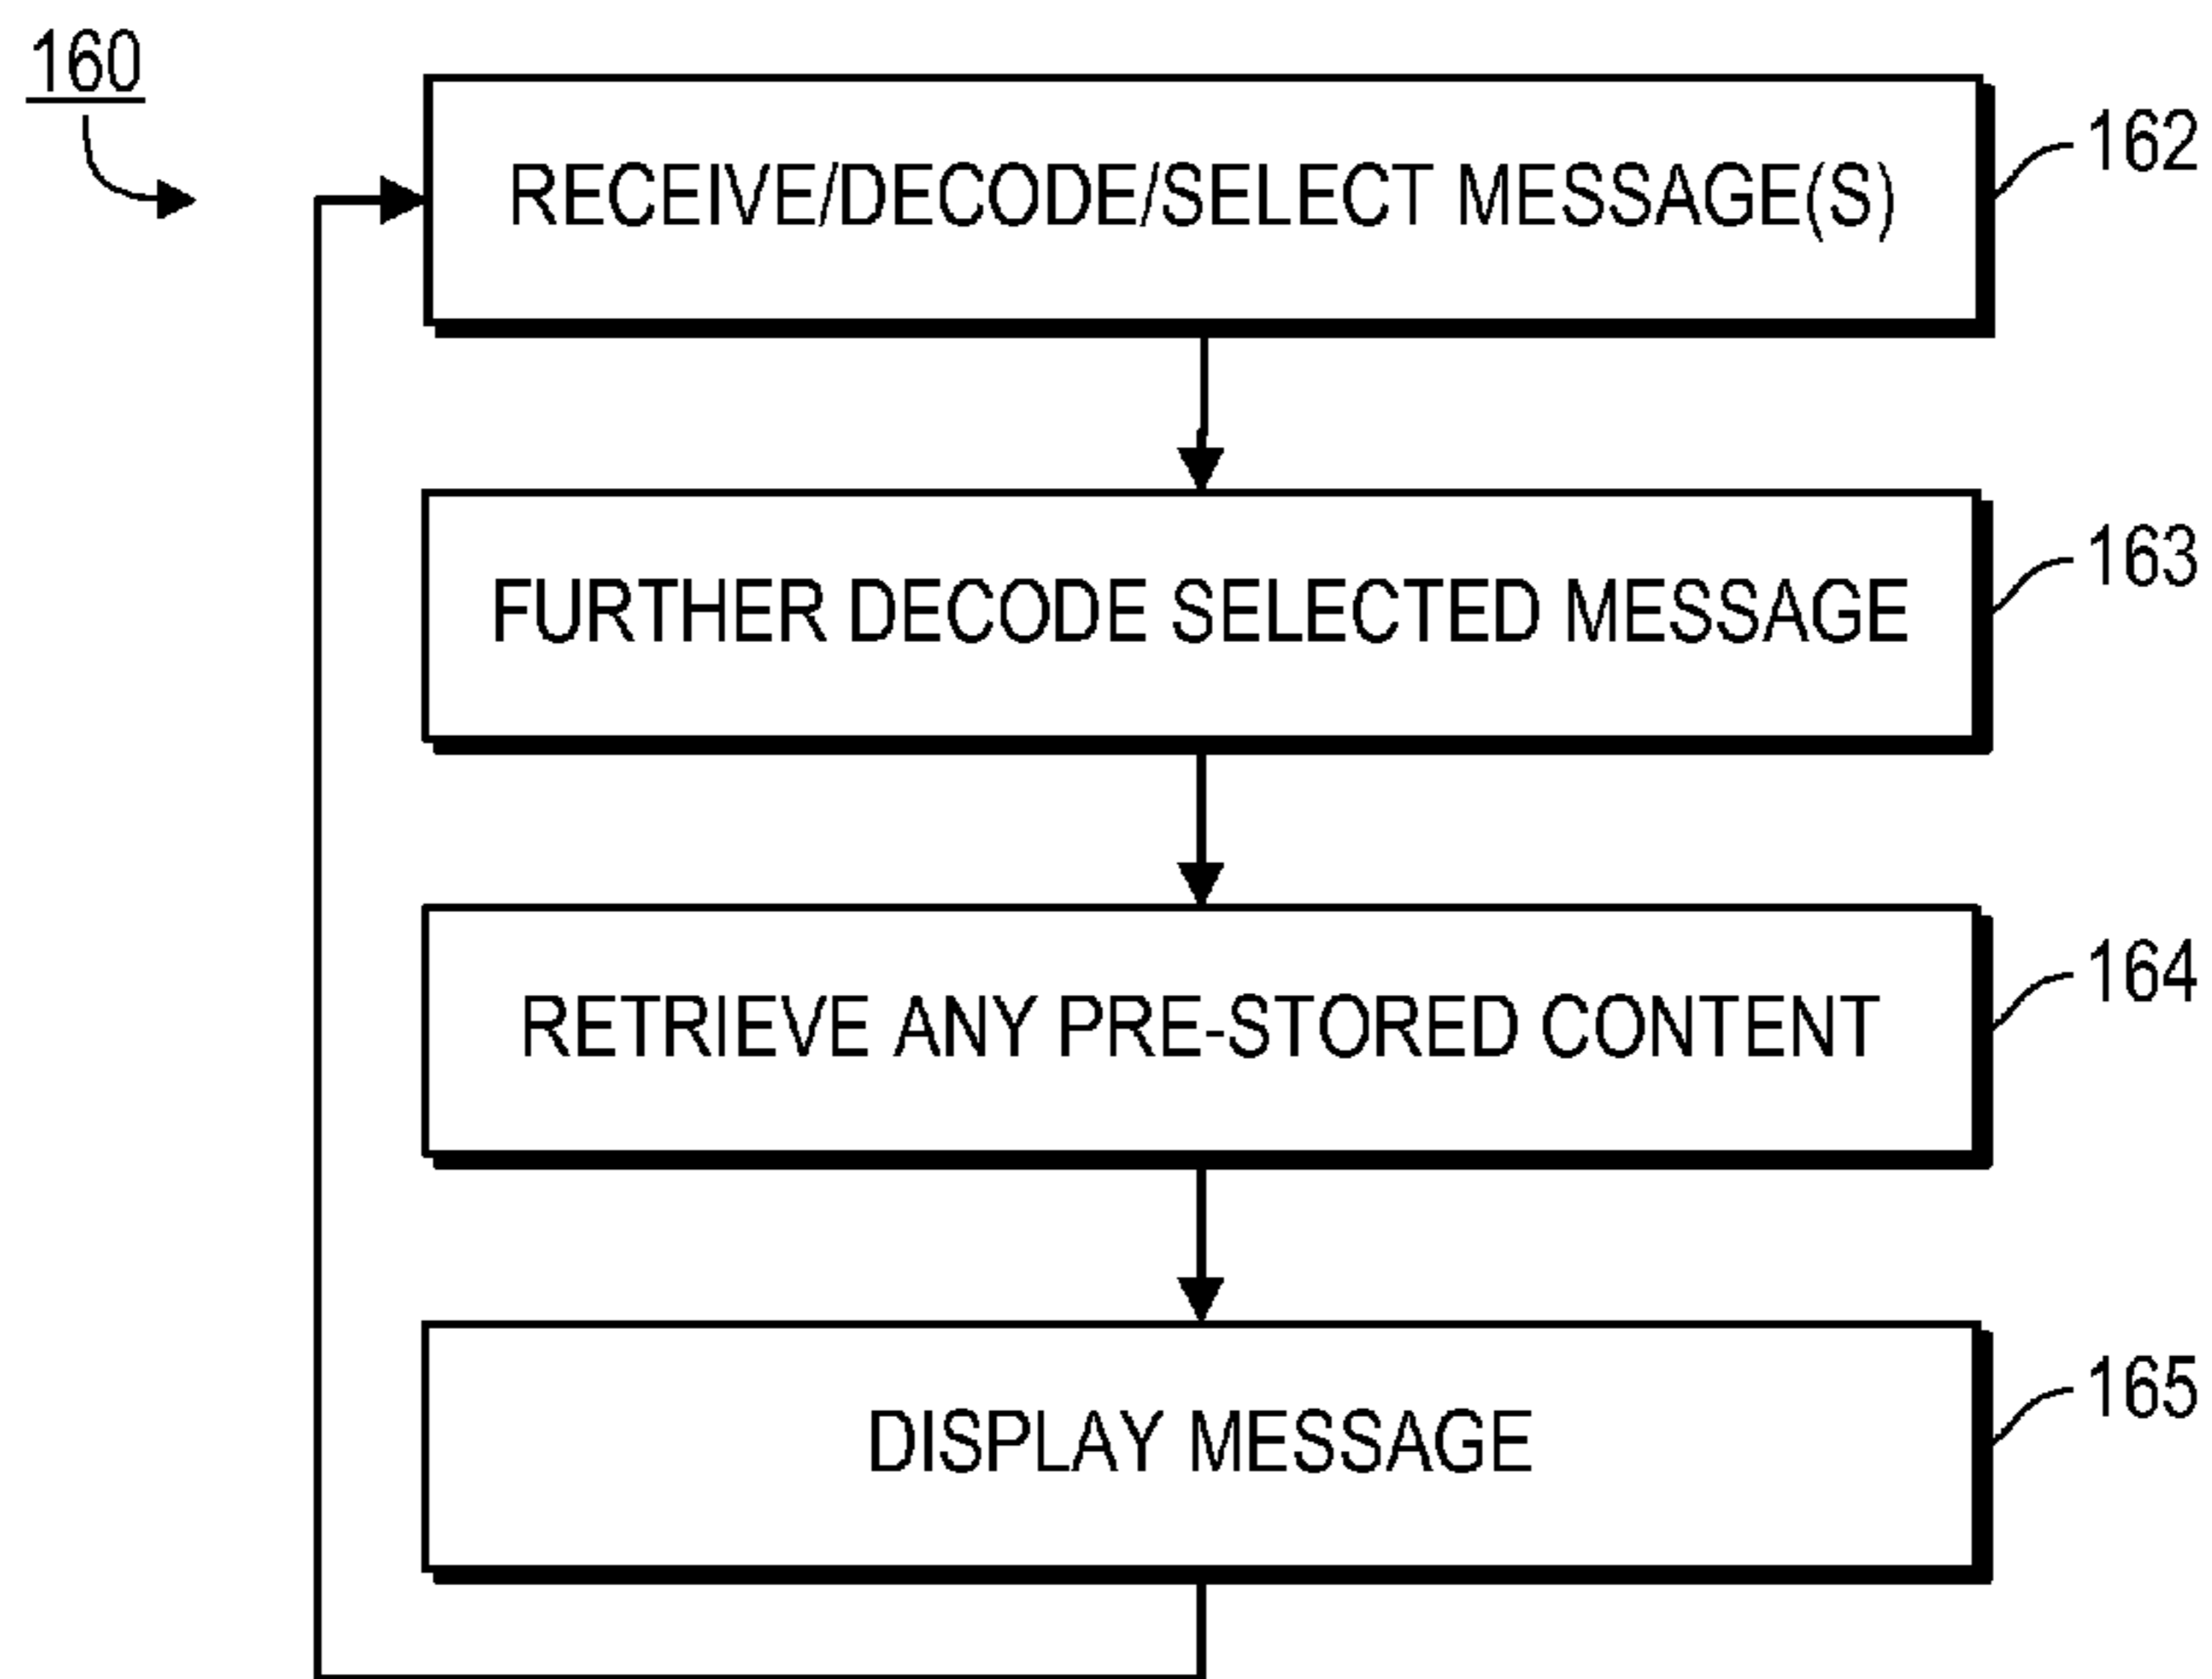 160
RECEIVE/DECODE/SELECT MESSAGE(S)
162
FURTHER DECODE SELECTED MESSAGE
163
RETRIEVE ANY PRE-STORED CONTENT
164
DISPLAY MESSAGE
165